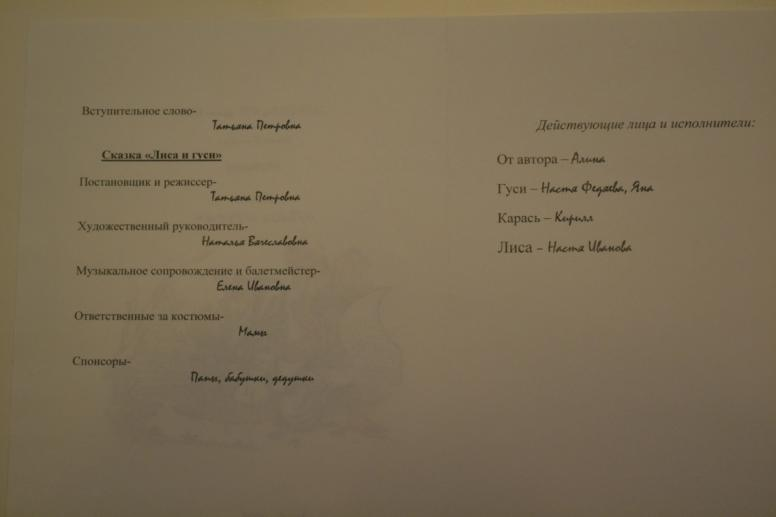 Вступительное слово-
Татьяна Петровна
Сказка «Лиса и гуси»
Постановщик и режиссер-
Татьяна Петровна
Художественный руководитель-
Наталья Вячеславовна
Музыкальное сопровождение и балетмейстер-
Елена Ивановна
Ответственные за костюмы-
Мамы
Спонсоры-
Папы, бабушки, дедушки
Действующие лица и исполнители:
От автора – Алина
Гуси – Настя Федяева, Яна
Карась – Кирилл
Лиса – Настя Иванова